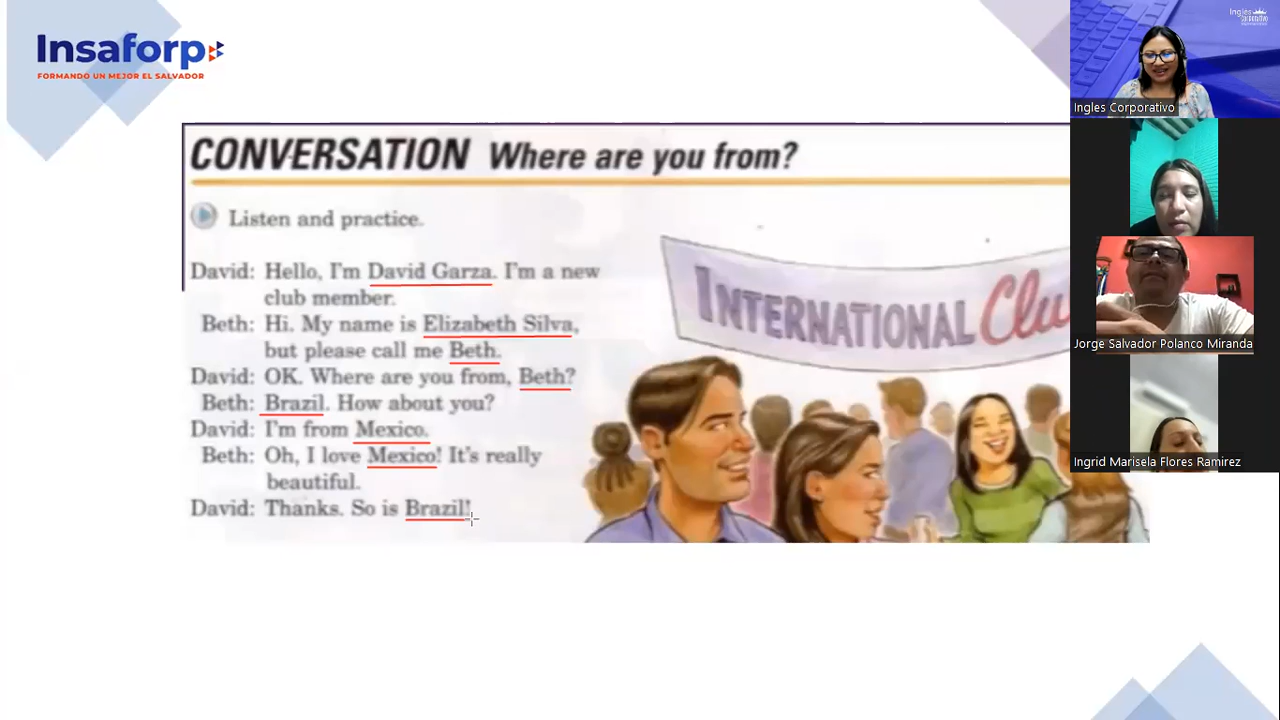 Insaforp
FORMANDO UN MEJOR EL SALVADOR
CONVERSATION Where are you from?
Listen and practice.
David: Hello, I'm David Garza. I'm a new
club member.
Beth: Hi. My name is Elizabeth Silva,
but please call me Beth.
David: OK. Where are you from, Beth?
Beth: Brazil. How about you?
David: I'm from Mexico.
Beth: Oh, I love Mexico! It's really
beautiful.
David: Thanks. So is Brazil!
INTERNATIONAL Clu
Ingles
CORPORATIVO
Ingles Corporativo
Jorge Salvador Polanco Miranda
Ingrid Marisela Flores Ramirez